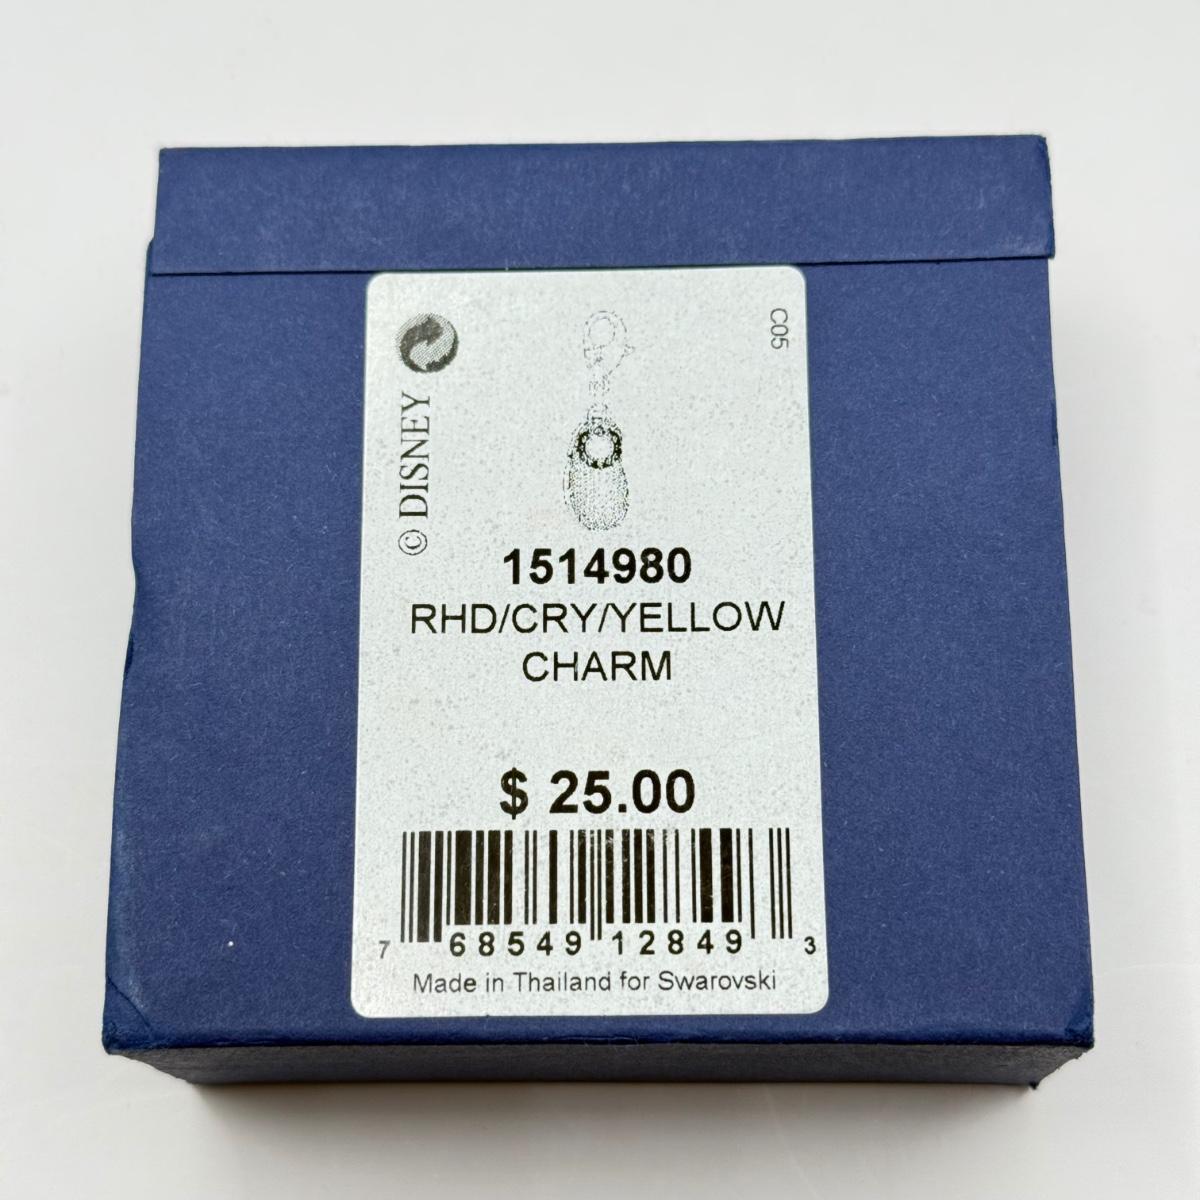 C05
© DISNEY
1514980
RHD/CRY/YELLOW
CHARM
$ 25.00
7 68549 12849 3
Made in Thailand for Swarovski